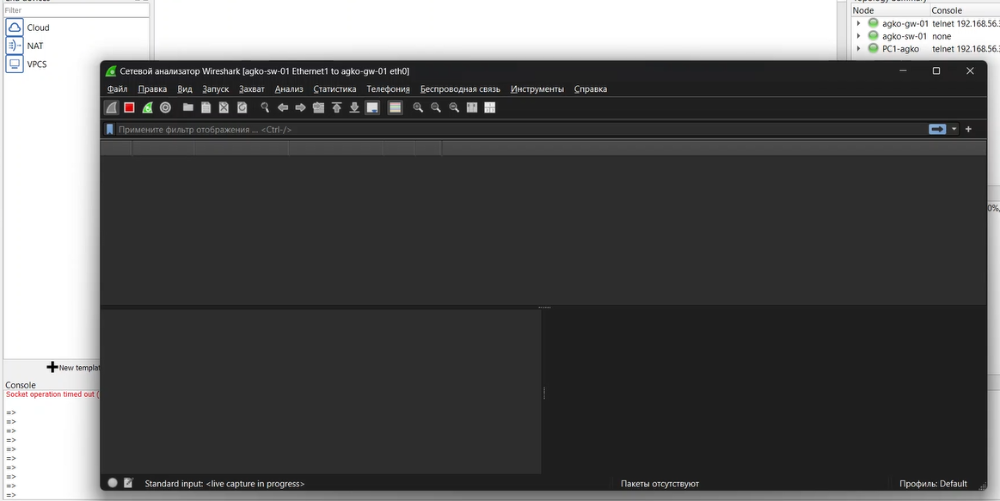 Filter
Cloud
NAT
VPCS
Node Console
agko-gw-01 telnet 192.168.56.
agko-sw-01 none
PC1-agko telnet 192.168.56.
Сетевой анализатор Wireshark [agko-sw-01 Ethernet1 to agko-gw-01 eth0]
Файл Правка Вид Запуск Захват Анализ Статистика Телефония Беспроводная связь Инструменты Справка
Примените фильтр отображения ... <Ctrl-/>
0%,
New templat
Console
Socket operation timed out (
=>
=>
=>
=>
=>
=>
=>
=>
=>
=>
Standard input: <live capture in progress> Пакеты отсутствуют Профиль: Default